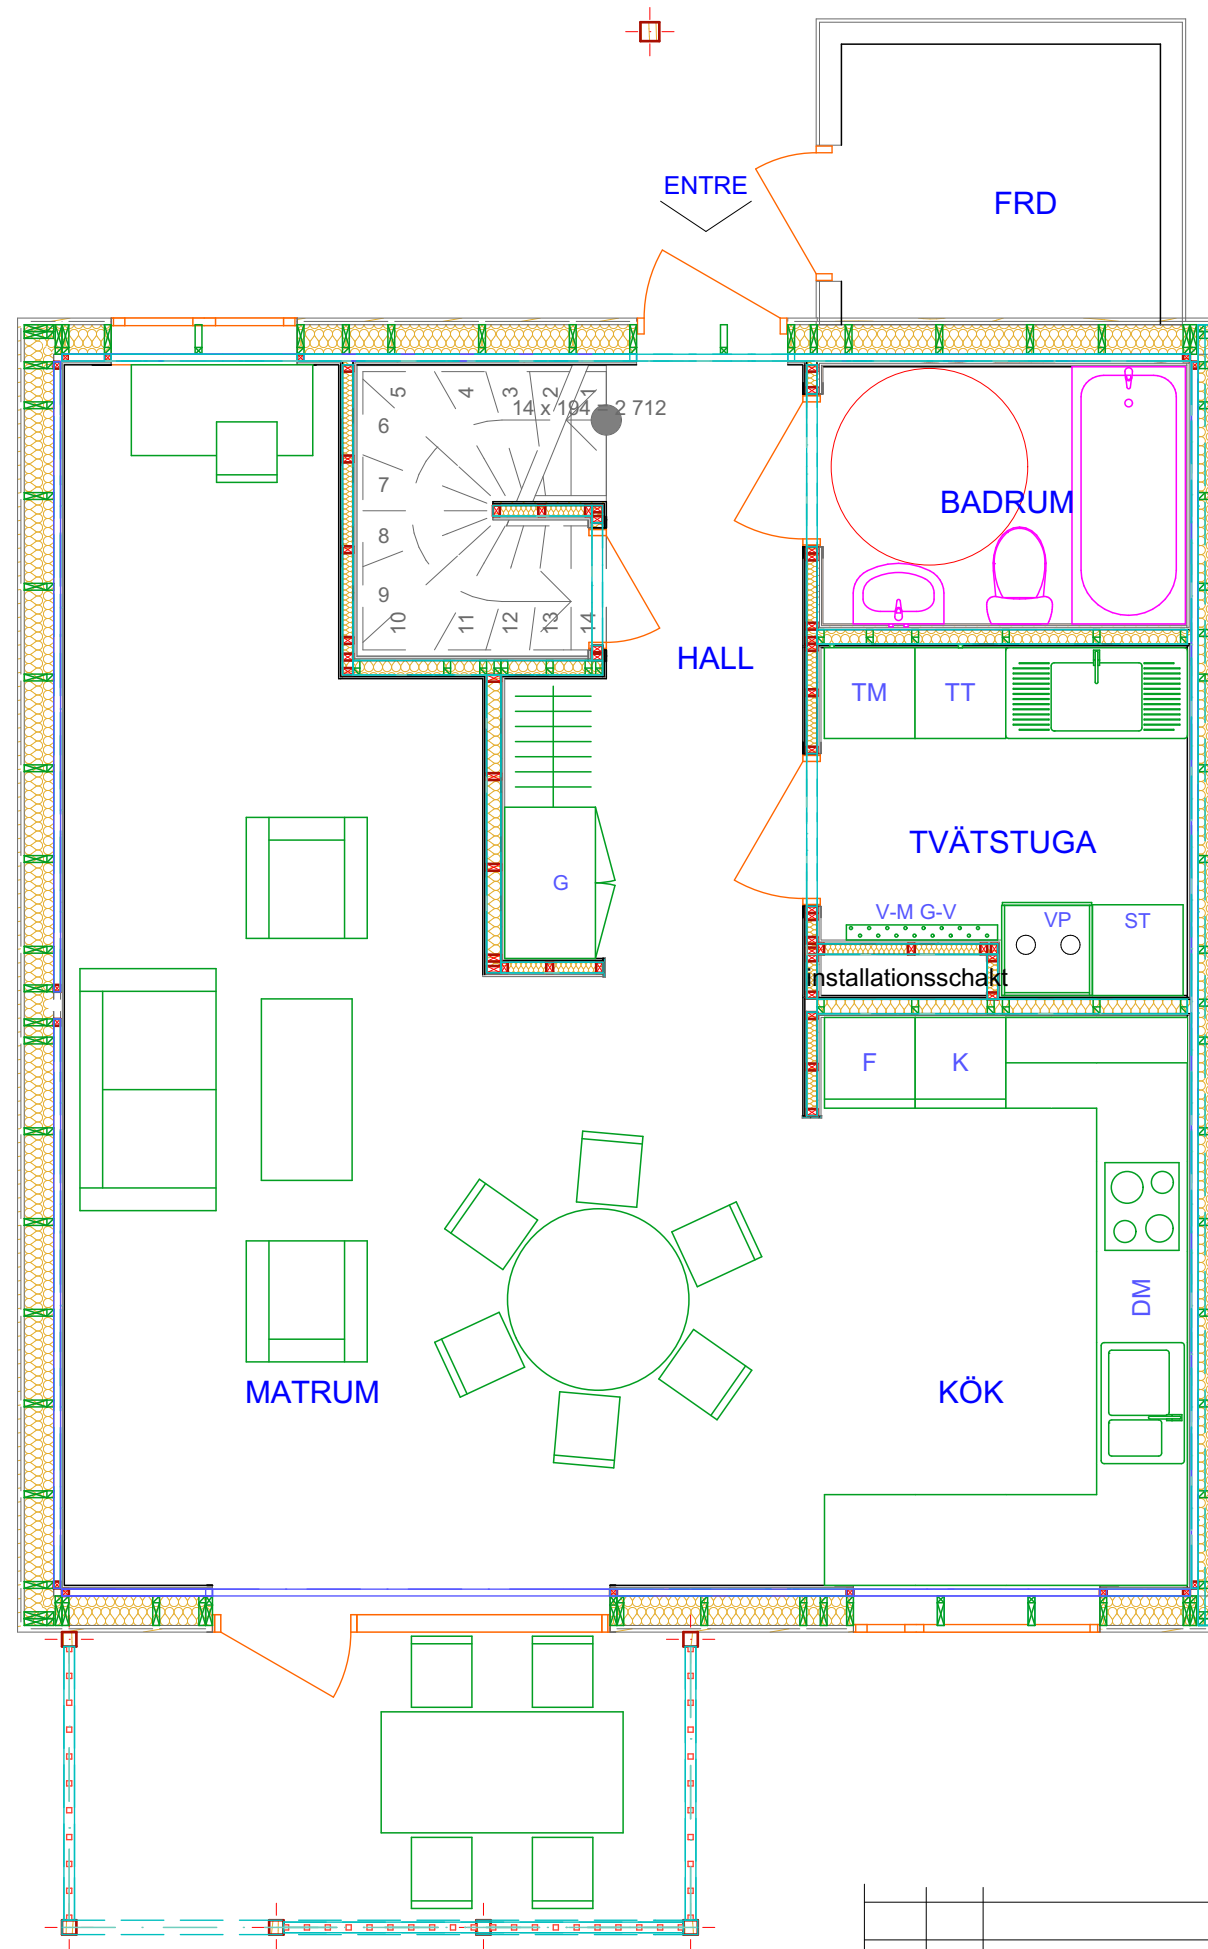 ENTRE
FRD
5
4
3
2
1
14 x 194 = 2 712
6
7
8
9
10
11
12
13
14
BADRUM
HALL
TM
TT
TVÄTSTUGA
G
V-M G-V
VP
ST
installationsschakt
F
K
DM
MATRUM
KÖK